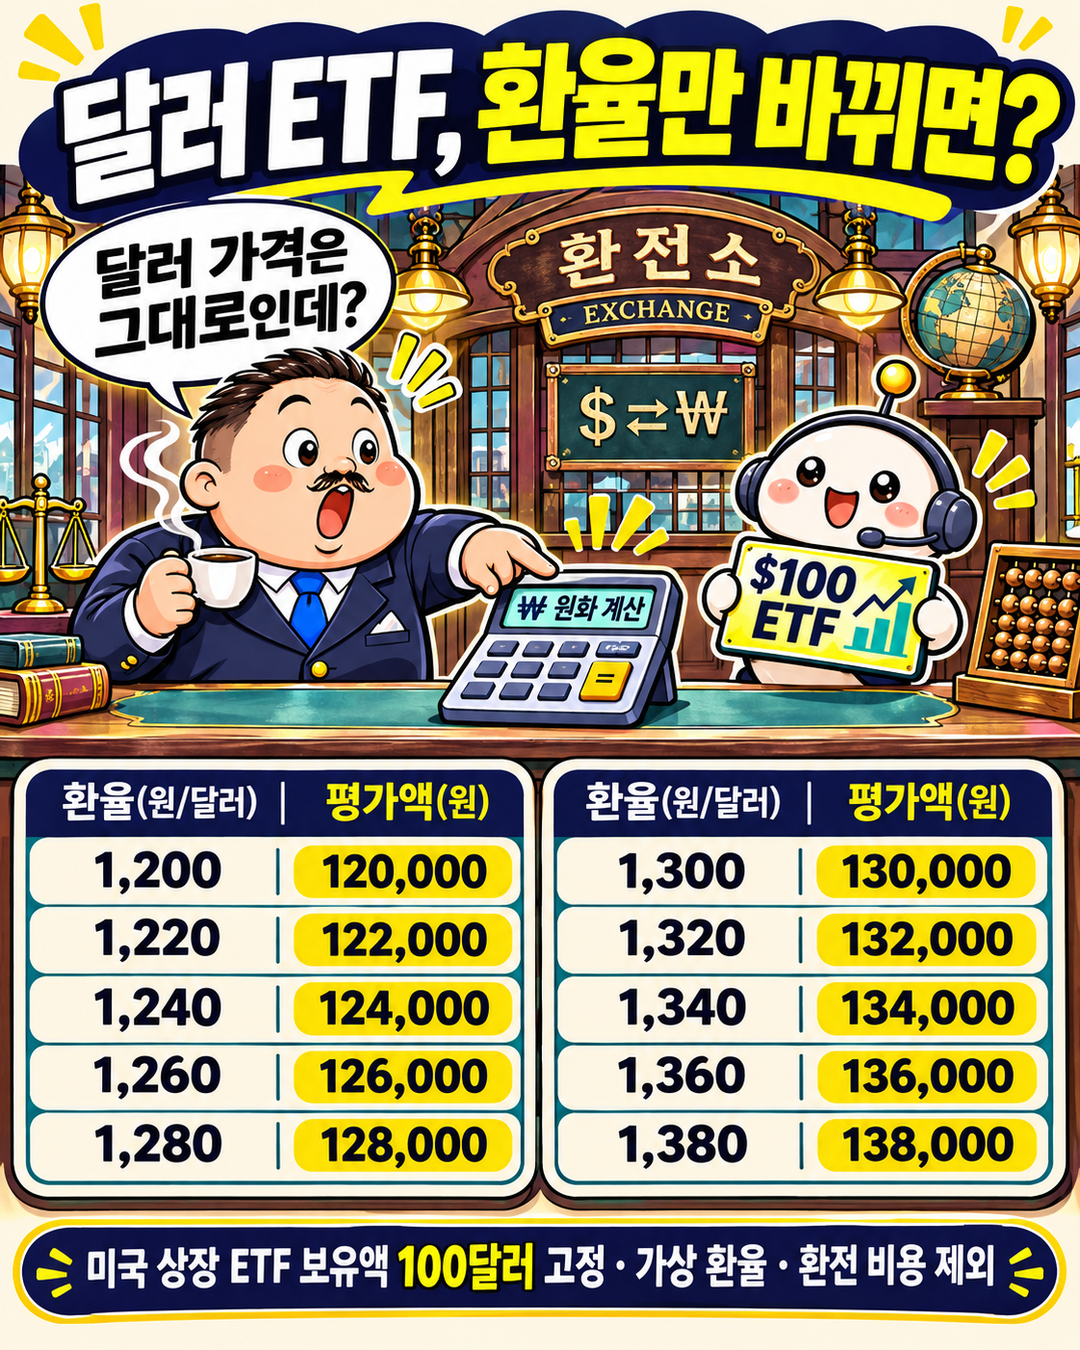 달러 ETF, 환율만 바뀌면?
달러 가격은
그대로인데?
환전소
EXCHANGE
$⇄₩
₩ 원화 계산
=
$100
ETF
환율(원/달러) | 평가액(원)
1,200 | 120,000
1,220 | 122,000
1,240 | 124,000
1,260 | 126,000
1,280 | 128,000
환율(원/달러) | 평가액(원)
1,300 | 130,000
1,320 | 132,000
1,340 | 134,000
1,360 | 136,000
1,380 | 138,000
미국 상장 ETF 보유액 100달러 고정 · 가상 환율 · 환전 비용 제외